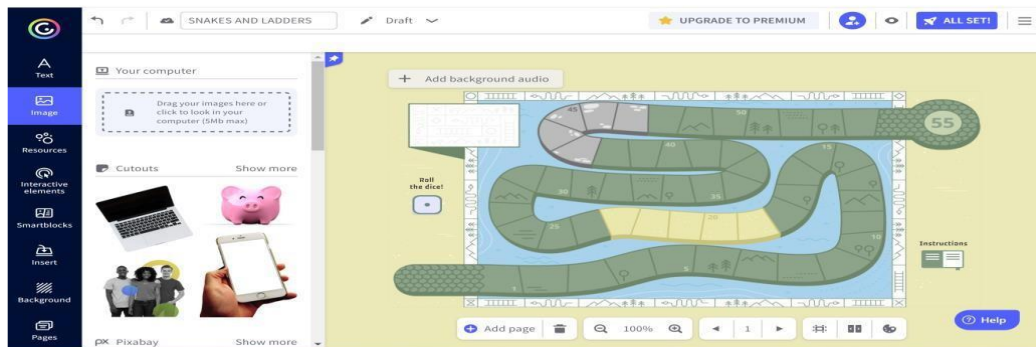 SNAKES AND LADDERS
Draft
UPGRADE TO PREMIUM
ALL SET!
Text
Image
Resources
Interactive
elements
Smartblocks
Insert
Background
Pages
Your computer
Drag your images here or
click to look in your
computer (5Mb max)
Cutouts
Show more
px Pixabay
Show more
+ Add background audio
Roll
the dice!
45
50
55
40
15
30
35
25
20
10
5
1
Instructions
Add page
100%
1
Help